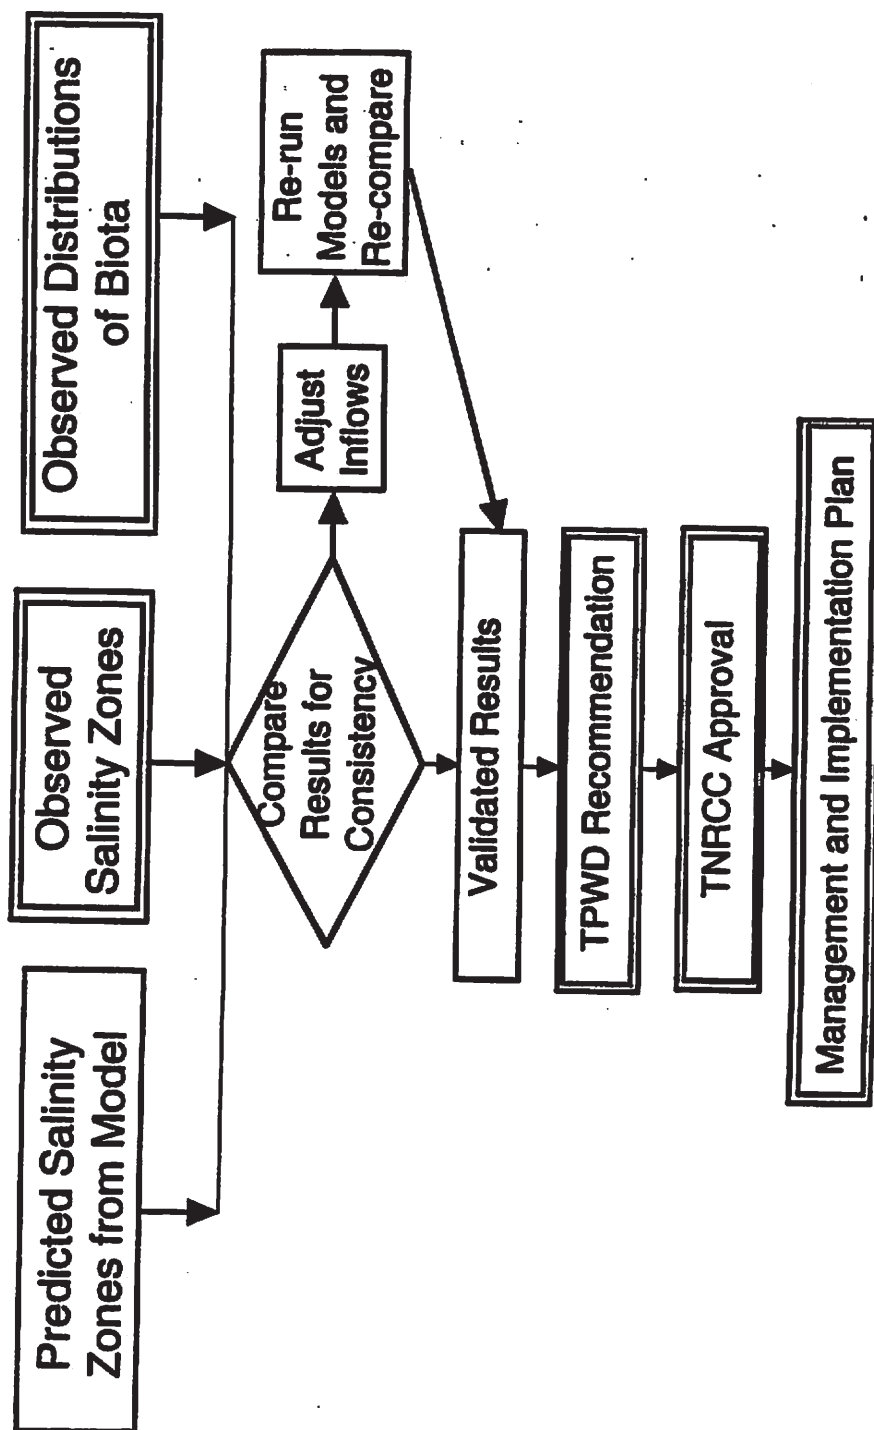 Predicted Salinity
Zones from Model
Observed
Salinity Zones
Observed Distributions
of Biota
Compare
Results for
Consistency
Adjust
Inflows
Re-run
Models and
Re-compare
Validated Results
TPWD Recommendation
TNRCC Approval
Management and Implementation Plan